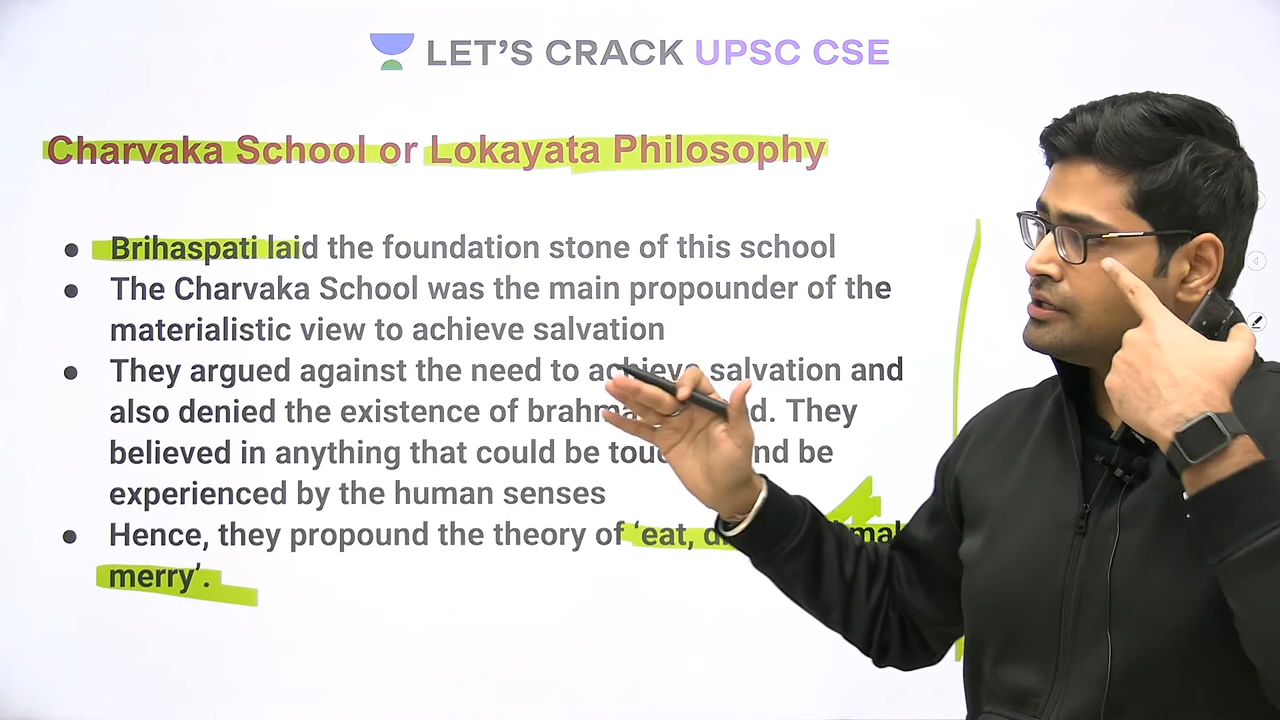 LET'S CRACK UPSC CSE
Charvaka School or Lokayata Philosophy
● Brihaspati laid the foundation stone of this school
● The Charvaka School was the main propounder of the
materialistic view to achieve salvation
● They argued against the need to achieve salvation and
also denied the existence of They
believed in anything that could be be
experienced by the human senses
● Hence, they propound the theory of 'eat,
merry'.